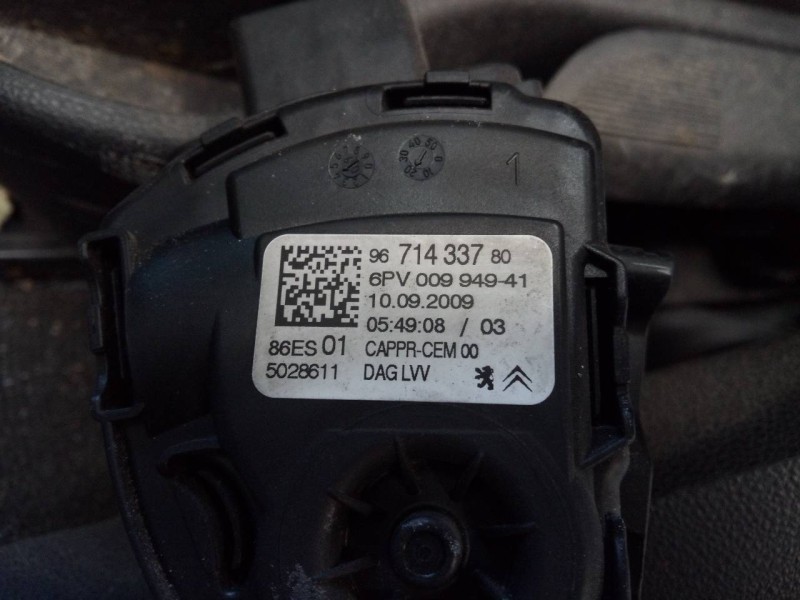 1
96 714 337 80
6PV 009 949-41
10.09.2009
05:49:08 / 03
86ES 01 CAPPR-CEM 00
5028611 DAG LVV